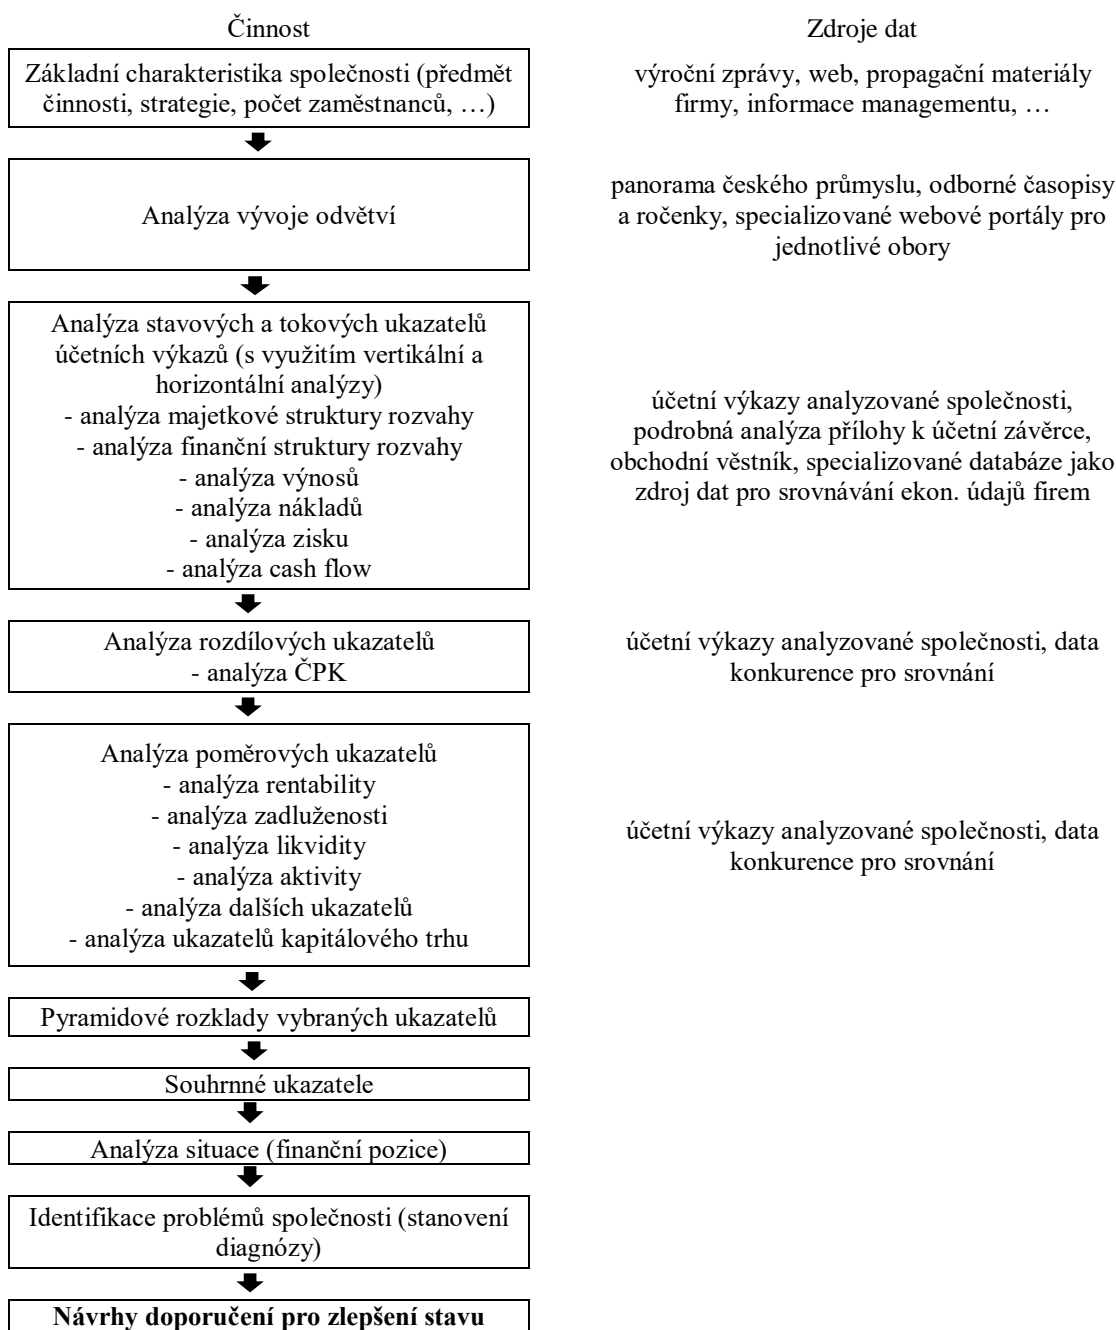 Činnost
Zdroje dat
Základní charakteristika společnosti (předmět
činnosti, strategie, počet zaměstnanců, …)
výroční zprávy, web, propagační materiály
firmy, informace managementu, …
Analýza vývoje odvětví
panorama českého průmyslu, odborné časopisy
a ročenky, specializované webové portály pro
jednotlivé obory
Analýza stavových a tokových ukazatelů
účetních výkazů (s využitím vertikální a
horizontální analýzy)
- analýza majetkové struktury rozvahy
- analýza finanční struktury rozvahy
- analýza výnosů
- analýza nákladů
- analýza zisku
- analýza cash flow
účetní výkazy analyzované společnosti,
podrobná analýza přílohy k účetní závěrce,
obchodní věstník, specializované databáze jako
zdroj dat pro srovnávání ekon. údajů firem
Analýza rozdílových ukazatelů
- analýza ČPK
účetní výkazy analyzované společnosti, data
konkurence pro srovnání
Analýza poměrových ukazatelů
- analýza rentability
- analýza zadluženosti
- analýza likvidity
- analýza aktivity
- analýza dalších ukazatelů
- analýza ukazatelů kapitálového trhu
účetní výkazy analyzované společnosti, data
konkurence pro srovnání
Pyramidové rozklady vybraných ukazatelů
Souhrnné ukazatele
Analýza situace (finanční pozice)
Identifikace problémů společnosti (stanovení
diagnózy)
Návrhy doporučení pro zlepšení stavu